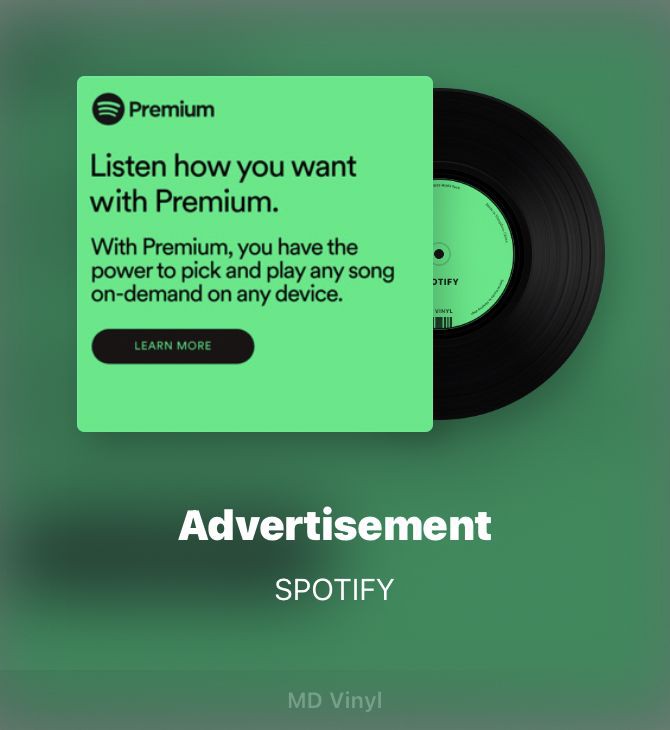 Premium
Listen how you want
with Premium.
With Premium, you have the
power to pick and play any song
on-demand on any device.
LEARN MORE
OTIFY
VINYL
Advertisement
SPOTIFY
MD Vinyl